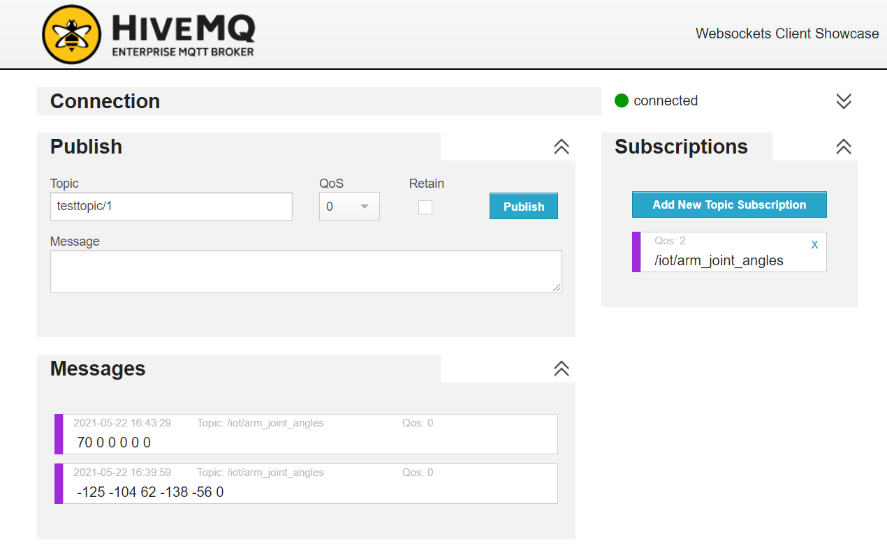 HIVEMQ
ENTERPRISE MQTT BROKER
Websockets Client Showcase
Connection
connected
Publish
Topic
QoS
Retain
testtopic/1
0
Publish
Message
Subscriptions
Add New Topic Subscription
Qos: 2
x
/iot/arm_joint_angles
Messages
2021-05-22 16:43:29 Topic: /iot/arm_joint_angles Qos: 0
70 0 0 0 0 0
2021-05-22 16:39:59 Topic: /iot/arm_joint_angles Qos: 0
-125 -104 62 -138 -56 0